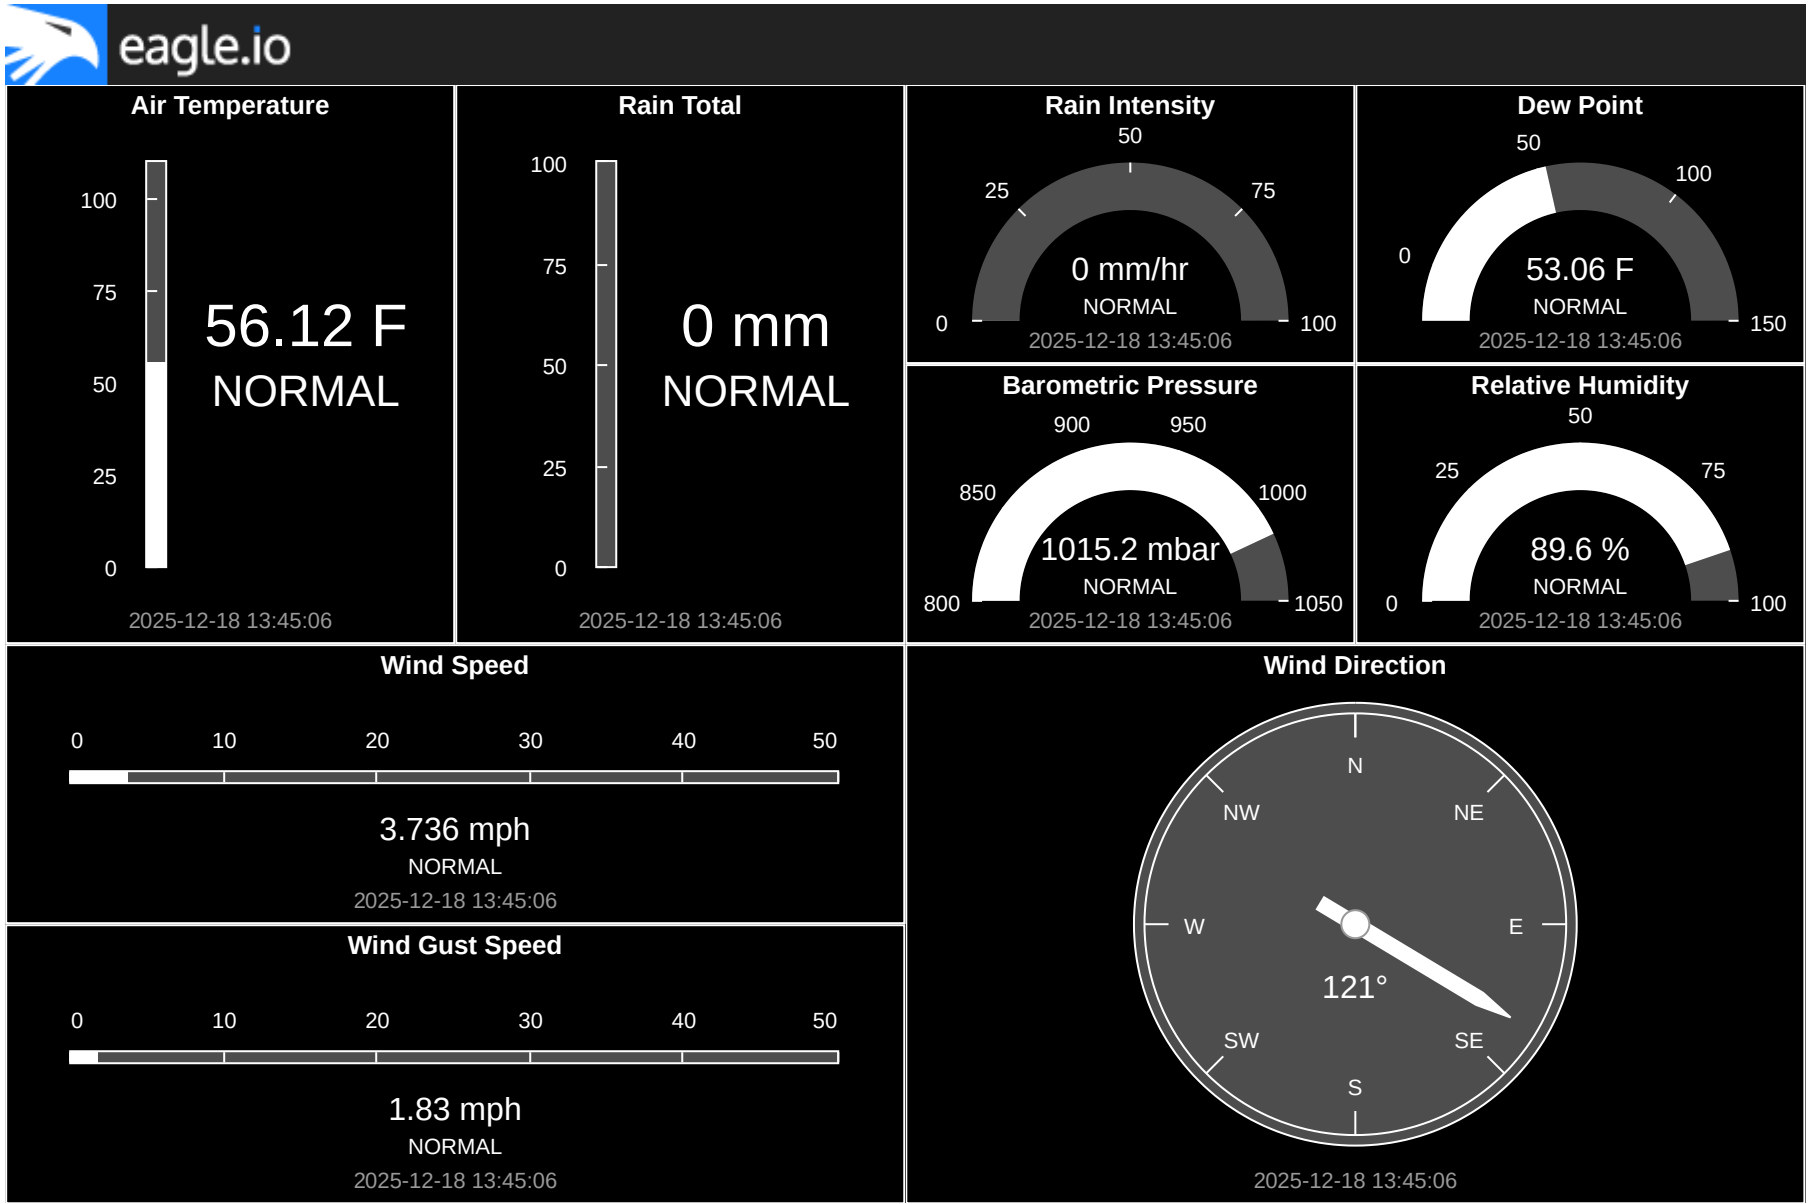 eagle.io
Air Temperature
100
75
50
25
0
56.12 F
NORMAL
2025-12-18 13:45:06
Rain Total
100
75
50
25
0
0 mm
NORMAL
2025-12-18 13:45:06
Rain Intensity
50
25
75
0
100
0 mm/hr
NORMAL
2025-12-18 13:45:06
Dew Point
50
100
0
150
53.06 F
NORMAL
2025-12-18 13:45:06
Barometric Pressure
900
950
850
1000
800
1050
1015.2 mbar
NORMAL
2025-12-18 13:45:06
Relative Humidity
50
25
75
0
100
89.6 %
NORMAL
2025-12-18 13:45:06
Wind Speed
0 10 20 30 40 50
3.736 mph
NORMAL
2025-12-18 13:45:06
Wind Gust Speed
0 10 20 30 40 50
1.83 mph
NORMAL
2025-12-18 13:45:06
Wind Direction
N
NW
NE
W
E
121°
SW
SE
S
2025-12-18 13:45:06